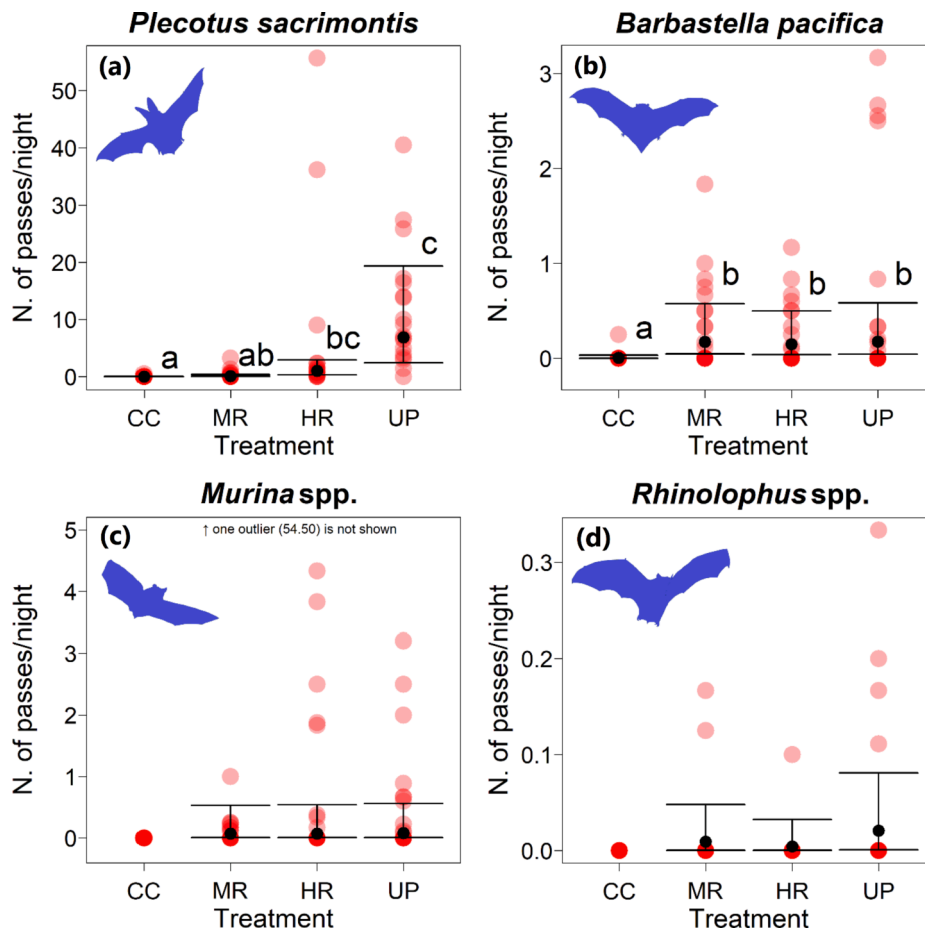 Plecotus sacrimontis
(a)
N. of passes/night
50
40
30
20
10
0
a
ab
bc
c
CC MR HR UP
Treatment
Barbastella pacifica
(b)
N. of passes/night
3
2
1
0
a
b
b
b
CC MR HR UP
Treatment
Murina spp.
(c)
↑ one outlier (54.50) is not shown
N. of passes/night
5
4
3
2
1
0
CC MR HR UP
Treatment
Rhinolophus spp.
(d)
N. of passes/night
0.3
0.2
0.1
0.0
CC MR HR UP
Treatment